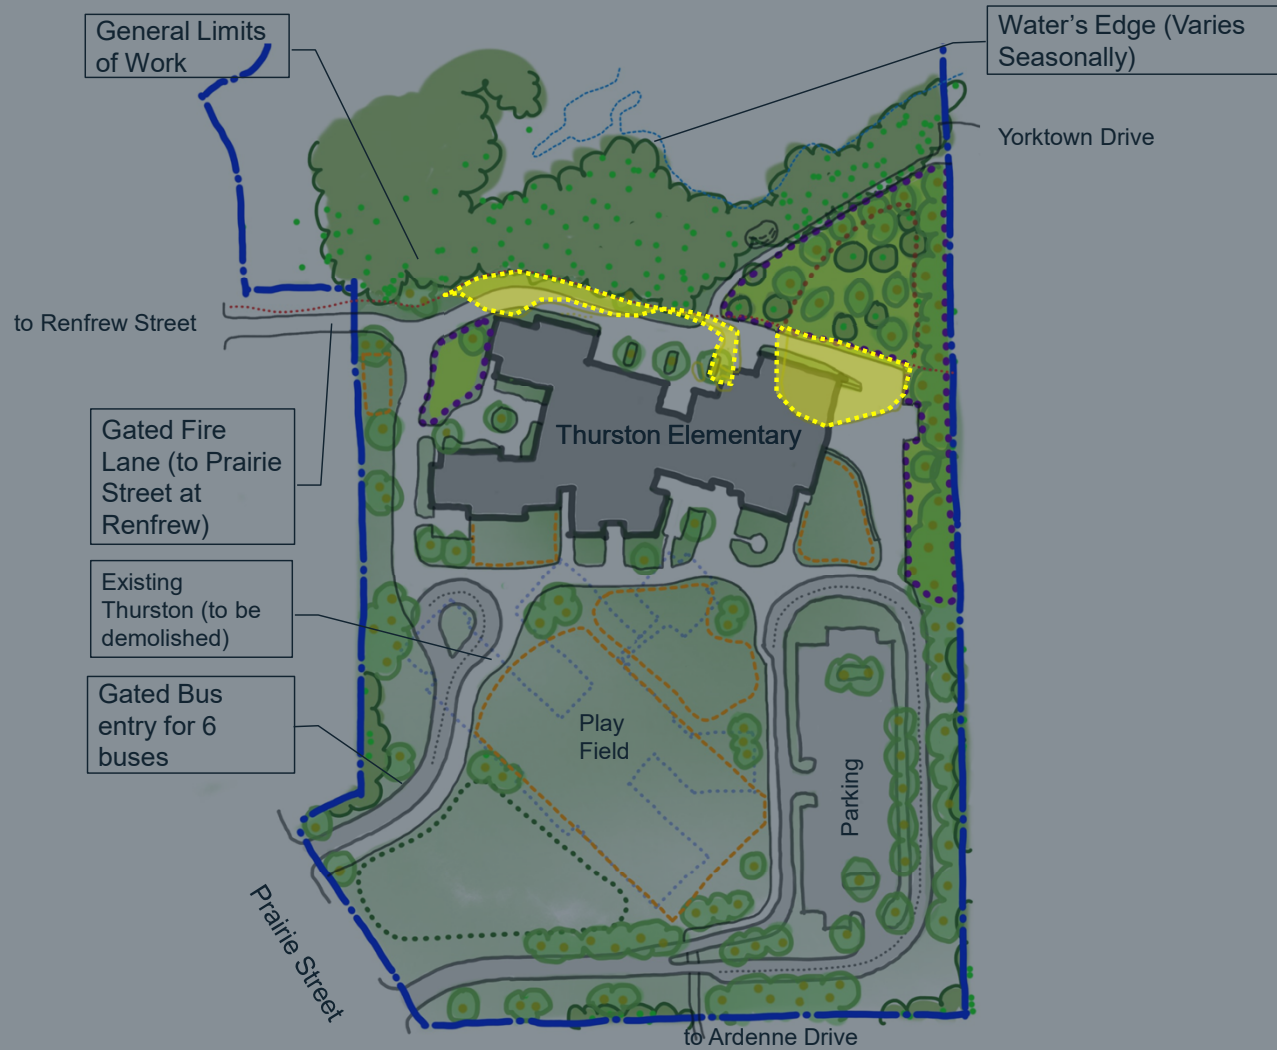 General Limits
of Work
Water’s Edge (Varies
Seasonally)
Yorktown Drive
to Renfrew Street
Gated Fire
Lane (to Prairie
Street at
Renfrew)
Thurston Elementary
Existing
Thurston (to be
demolished)
Gated Bus
entry for 6
buses
Play
Field
Parking
Prairie Street
to Ardenne Drive